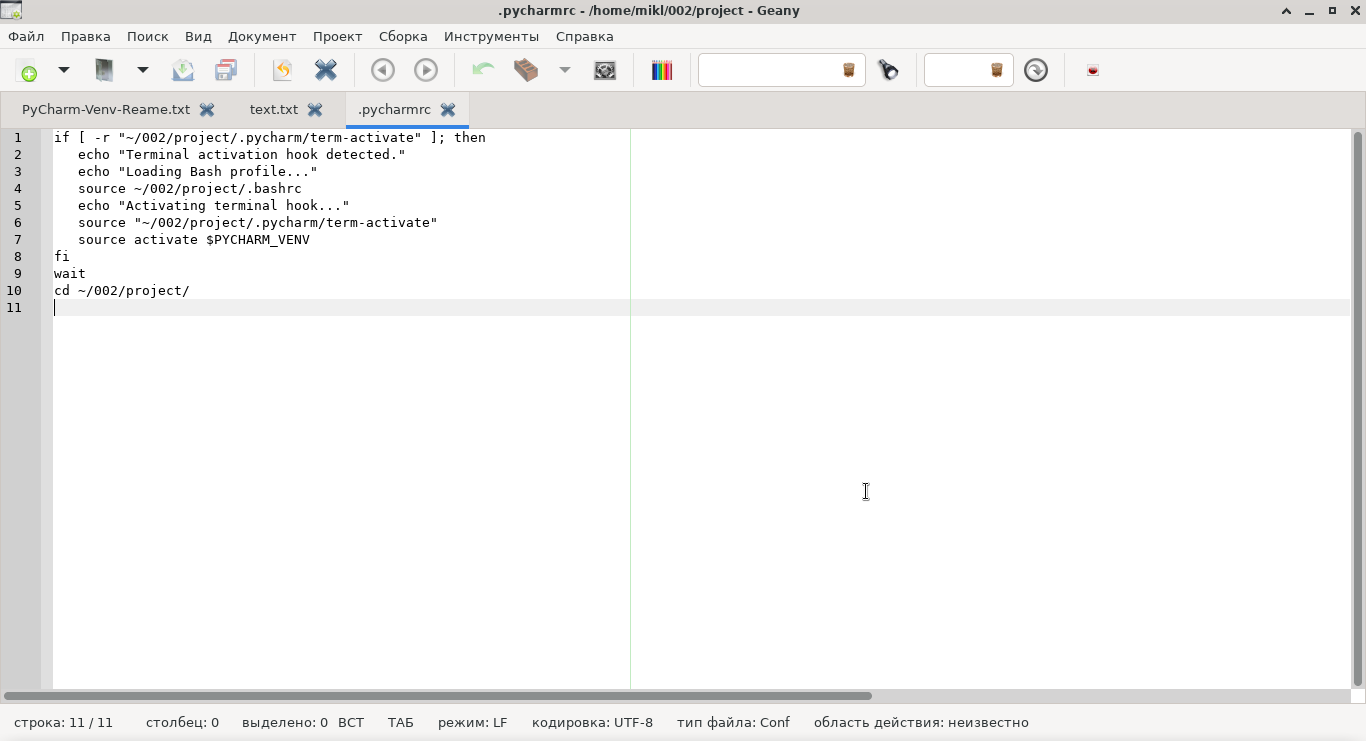 .pycharmrc - /home/mikl/002/project - Geany
Файл Правка Поиск Вид Документ Проект Сборка Инструменты Справка
PyCharm-Venv-Reame.txt text.txt .pycharmrc
1 if [ -r "~/002/project/.pycharm/term-activate" ]; then
2    echo "Terminal activation hook detected."
3    echo "Loading Bash profile..."
4    source ~/002/project/.bashrc
5    echo "Activating terminal hook..."
6    source "~/002/project/.pycharm/term-activate"
7    source activate $PYCHARM_VENV
8 fi
9 wait
10 cd ~/002/project/
11
строка: 11 / 11 столбец: 0 выделено: 0 ВСТ ТАБ режим: LF кодировка: UTF-8 тип файла: Conf область действия: неизвестно